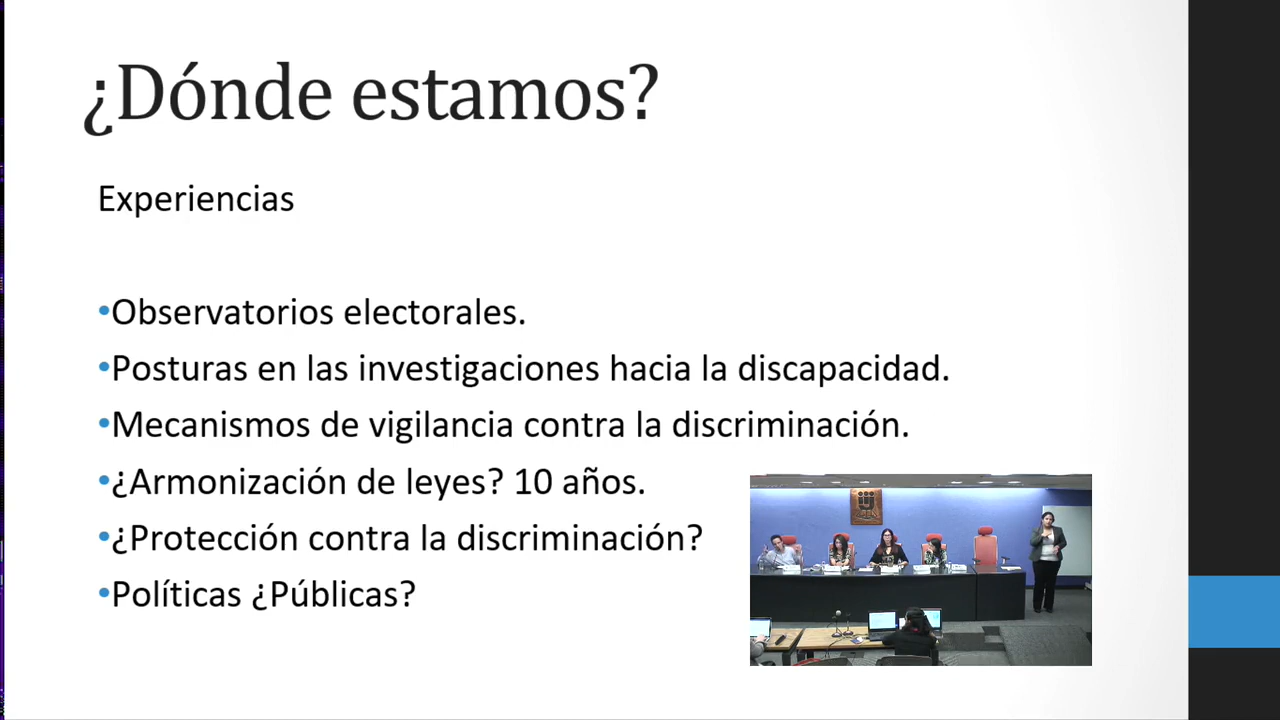 ¿Dónde estamos?
Experiencias
•Observatorios electorales.
•Posturas en las investigaciones hacia la discapacidad.
•Mecanismos de vigilancia contra la discriminación.
•¿Armonización de leyes? 10 años.
•¿Protección contra la discriminación?
•Políticas ¿Públicas?